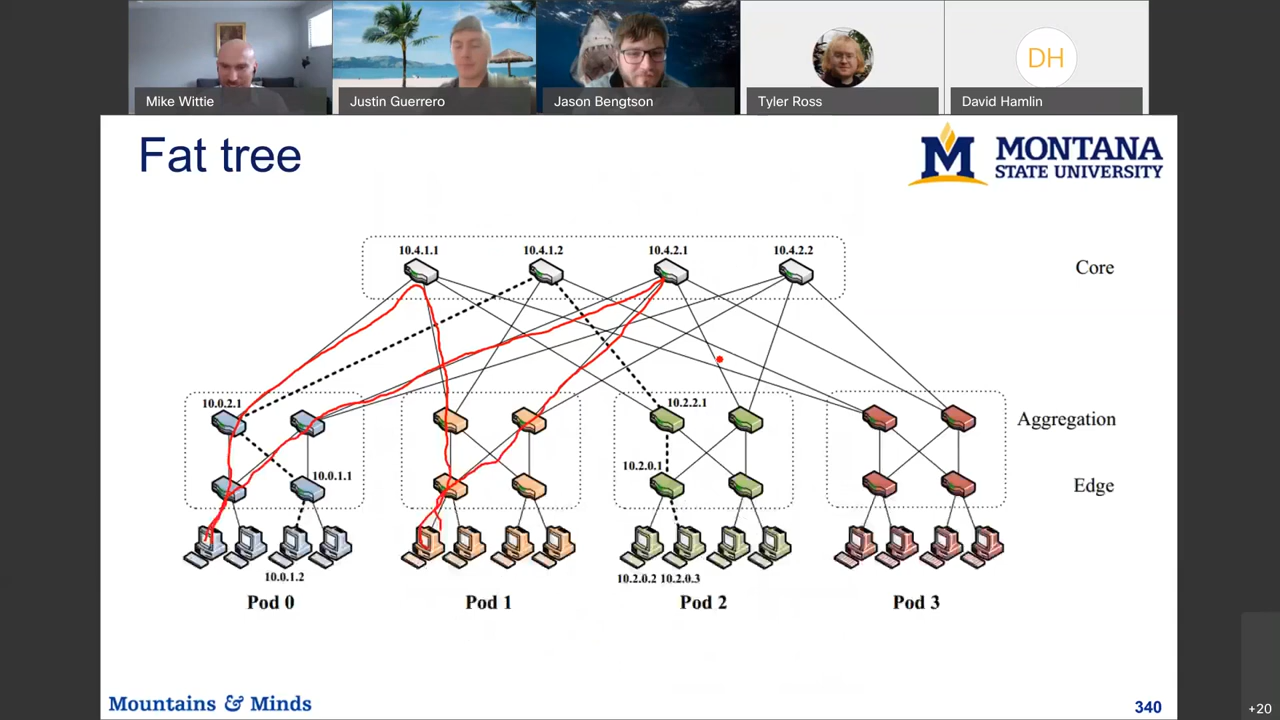 Mike Wittie
Justin Guerrero
Jason Bengtson
Tyler Ross
DH
David Hamlin
Fat tree
MONTANA
STATE UNIVERSITY
10.4.1.1
10.4.1.2
10.4.2.1
10.4.2.2
Core
10.0.2.1
10.2.2.1
Aggregation
10.0.1.1
10.2.0.1
Edge
10.0.1.2
10.2.0.2 10.2.0.3
Pod 0
Pod 1
Pod 2
Pod 3
Mountains & Minds
340
+20